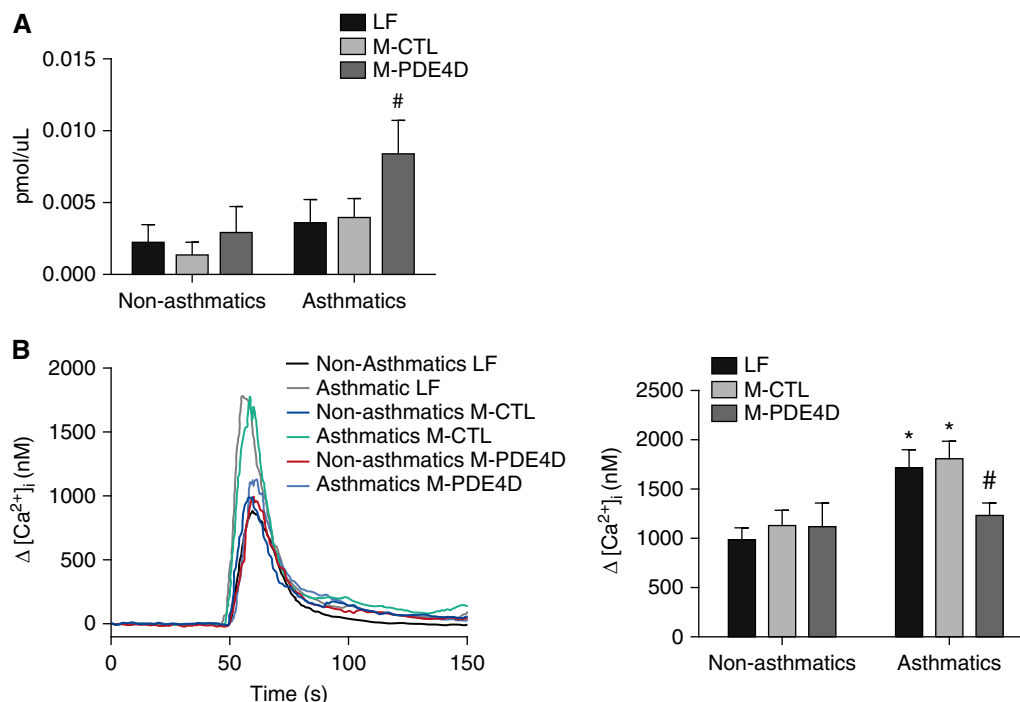 A
LF
M-CTL
M-PDE4D
#
0.015
0.010
0.005
0.000
pmol/uL
Non-asthmatics
Asthmatics
B
2000
1500
1000
500
0
Δ [Ca²⁺]ᵢ (nM)
0
50
100
150
Time (s)
Non-Asthmatics LF
Asthmatic LF
Non-asthmatics M-CTL
Asthmatics M-CTL
Non-asthmatics M-PDE4D
Asthmatics M-PDE4D
LF
M-CTL
M-PDE4D
2500
2000
1500
1000
500
0
Δ [Ca²⁺]ᵢ (nM)
* *
#
Non-asthmatics
Asthmatics